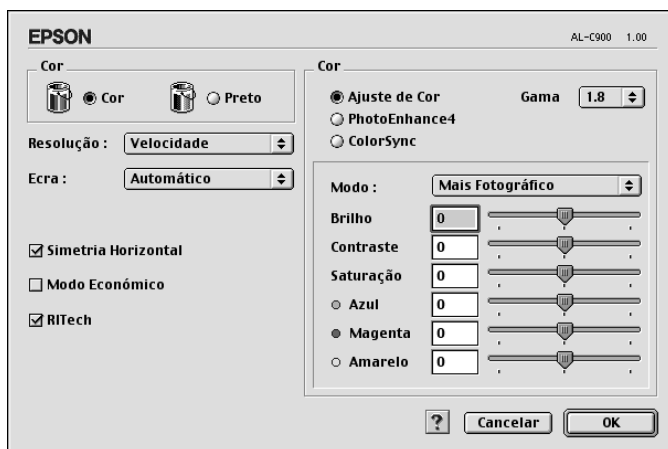 EPSON
AL-C900 1.00
Cor
Cor
Preto
Resolução : Velocidade
Ecra : Automático
Simetria Horizontal
Modo Económico
RITech
Cor
Ajuste de Cor
Gama 1.8
PhotoEnhance4
ColorSync
Modo : Mais Fotográfico
Brilho 0
Contraste 0
Saturação 0
Azul 0
Magenta 0
Amarelo 0
? Cancelar OK